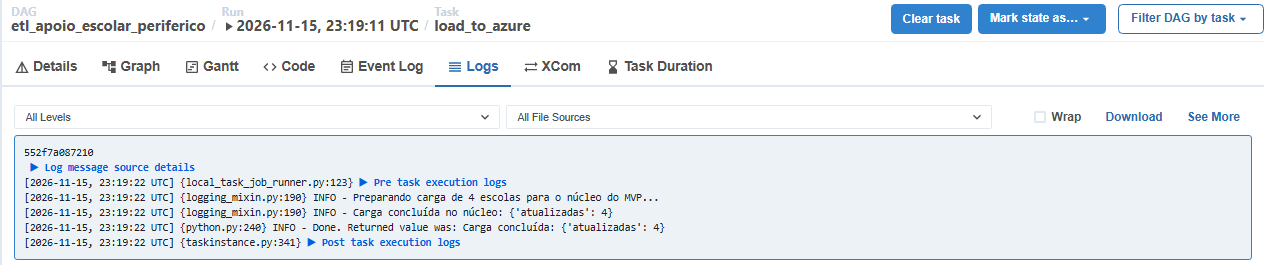 DAG Run Task
etl_apoio_escolar_periferico / ▶ 2026-11-15, 23:19:11 UTC / load_to_azure
Clear task Mark state as... Filter DAG by task
Details Graph Gantt <> Code Event Log Logs XCom Task Duration
All Levels All File Sources Wrap Download See More
552f7a087210
▶ Log message source details
[2026-11-15, 23:19:22 UTC] {local_task_job_runner.py:123} ▶ Pre task execution logs
[2026-11-15, 23:19:22 UTC] {logging_mixin.py:190} INFO - Preparando carga de 4 escolas para o núcleo do MVP...
[2026-11-15, 23:19:22 UTC] {logging_mixin.py:190} INFO - Carga concluída no núcleo: {'atualizadas': 4}
[2026-11-15, 23:19:22 UTC] {python.py:240} INFO - Done. Returned value was: Carga concluída: {'atualizadas': 4}
[2026-11-15, 23:19:22 UTC] {taskinstance.py:341} ▶ Post task execution logs